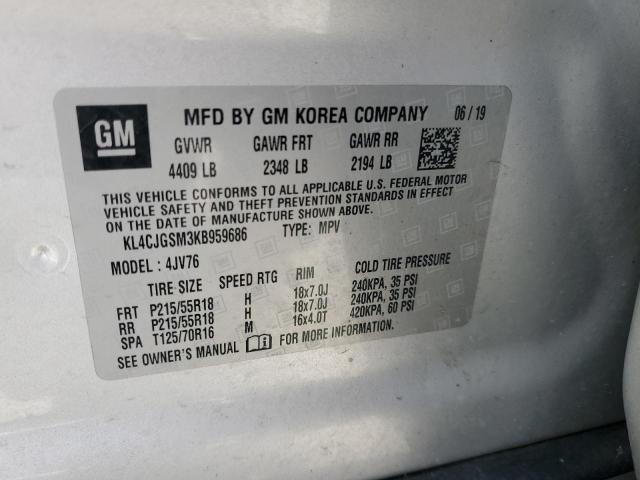 GM MFD BY GM KOREA COMPANY 06 / 19
GVWR GAWR FRT GAWR RR
4409 LB 2348 LB 2194 LB
THIS VEHICLE CONFORMS TO ALL APPLICABLE U.S. FEDERAL MOTOR
VEHICLE SAFETY AND THEFT PREVENTION STANDARDS IN EFFECT
ON THE DATE OF MANUFACTURE SHOWN ABOVE.
KL4CJGSM3KB959686 TYPE: MPV
MODEL : 4JV76
TIRE SIZE SPEED RTG RIM COLD TIRE PRESSURE
FRT P215/55R18 H 18x7.0J 240KPA, 35 PSI
RR P215/55R18 H 18x7.0J 240KPA, 35 PSI
SPA T125/70R16 M 16x4.0T 420KPA, 60 PSI
SEE OWNER'S MANUAL FOR MORE INFORMATION.